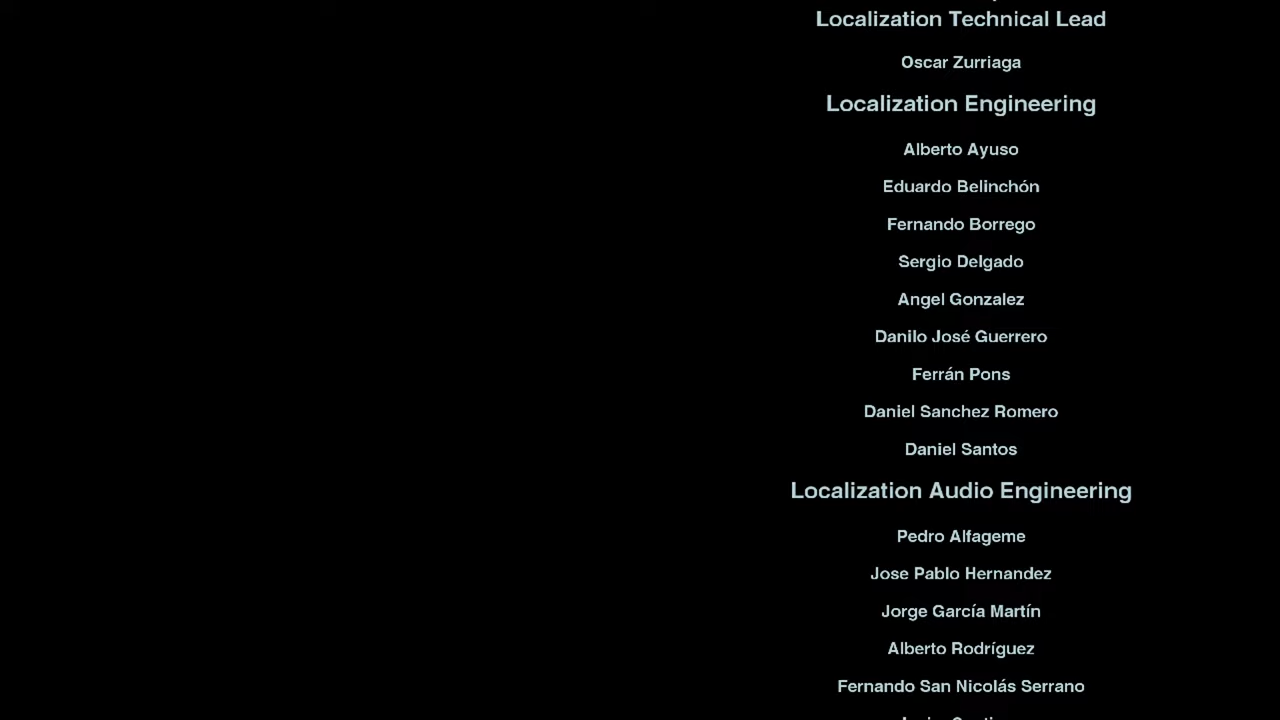 Localization Technical Lead
Oscar Zurriaga
Localization Engineering
Alberto Ayuso
Eduardo Belinchón
Fernando Borrego
Sergio Delgado
Angel Gonzalez
Danilo José Guerrero
Ferrán Pons
Daniel Sanchez Romero
Daniel Santos
Localization Audio Engineering
Pedro Alfageme
Jose Pablo Hernandez
Jorge García Martín
Alberto Rodríguez
Fernando San Nicolás Serrano